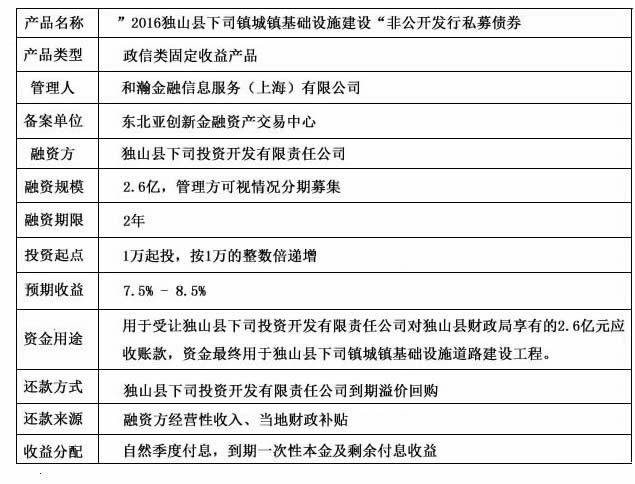 产品名称 ”2016独山县下司镇城镇基础设施建设“非公开发行私募债券
产品类型 政信类固定收益产品
管理人 和瀚金融信息服务（上海）有限公司
备案单位 东北亚创新金融资产交易中心
融资方 独山县下司投资开发有限责任公司
融资规模 2.6亿，管理方可视情况分期募集
融资期限 2年
投资起点 1万起投，按1万的整数倍递增
预期收益 7.5% - 8.5%
资金用途 用于受让独山县下司投资开发有限责任公司对独山县财政局享有的2.6亿元应
收账款，资金最终用于独山县下司镇城镇基础设施道路建设工程。
还款方式 独山县下司投资开发有限责任公司到期溢价回购
还款来源 融资方经营性收入、当地财政补贴
收益分配 自然季度付息，到期一次性本金及剩余付息收益